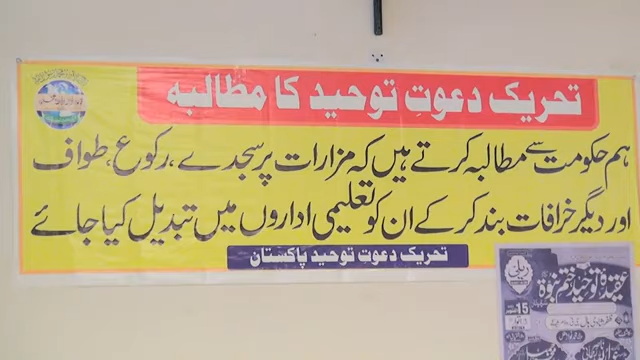 تحریک دعوتِ توحید کا مطالبہ
ہم حکومت سے مطالبہ کرتے ہیں کہ مزارات پر سجدے، رکوع، طواف
اور دیگر خرافات بند کر کے ان کو تعلیمی اداروں میں تبدیل کیا جائے
تحریک دعوت توحید پاکستان
عقیدہ توحید ختم نبوۃ
15